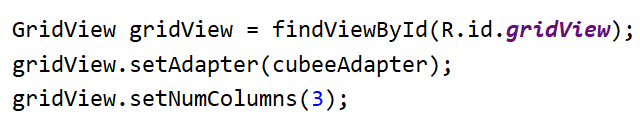 GridView gridView = findViewById(R.id.gridView);
gridView.setAdapter(cubeeAdapter);
gridView.setNumColumns(3);